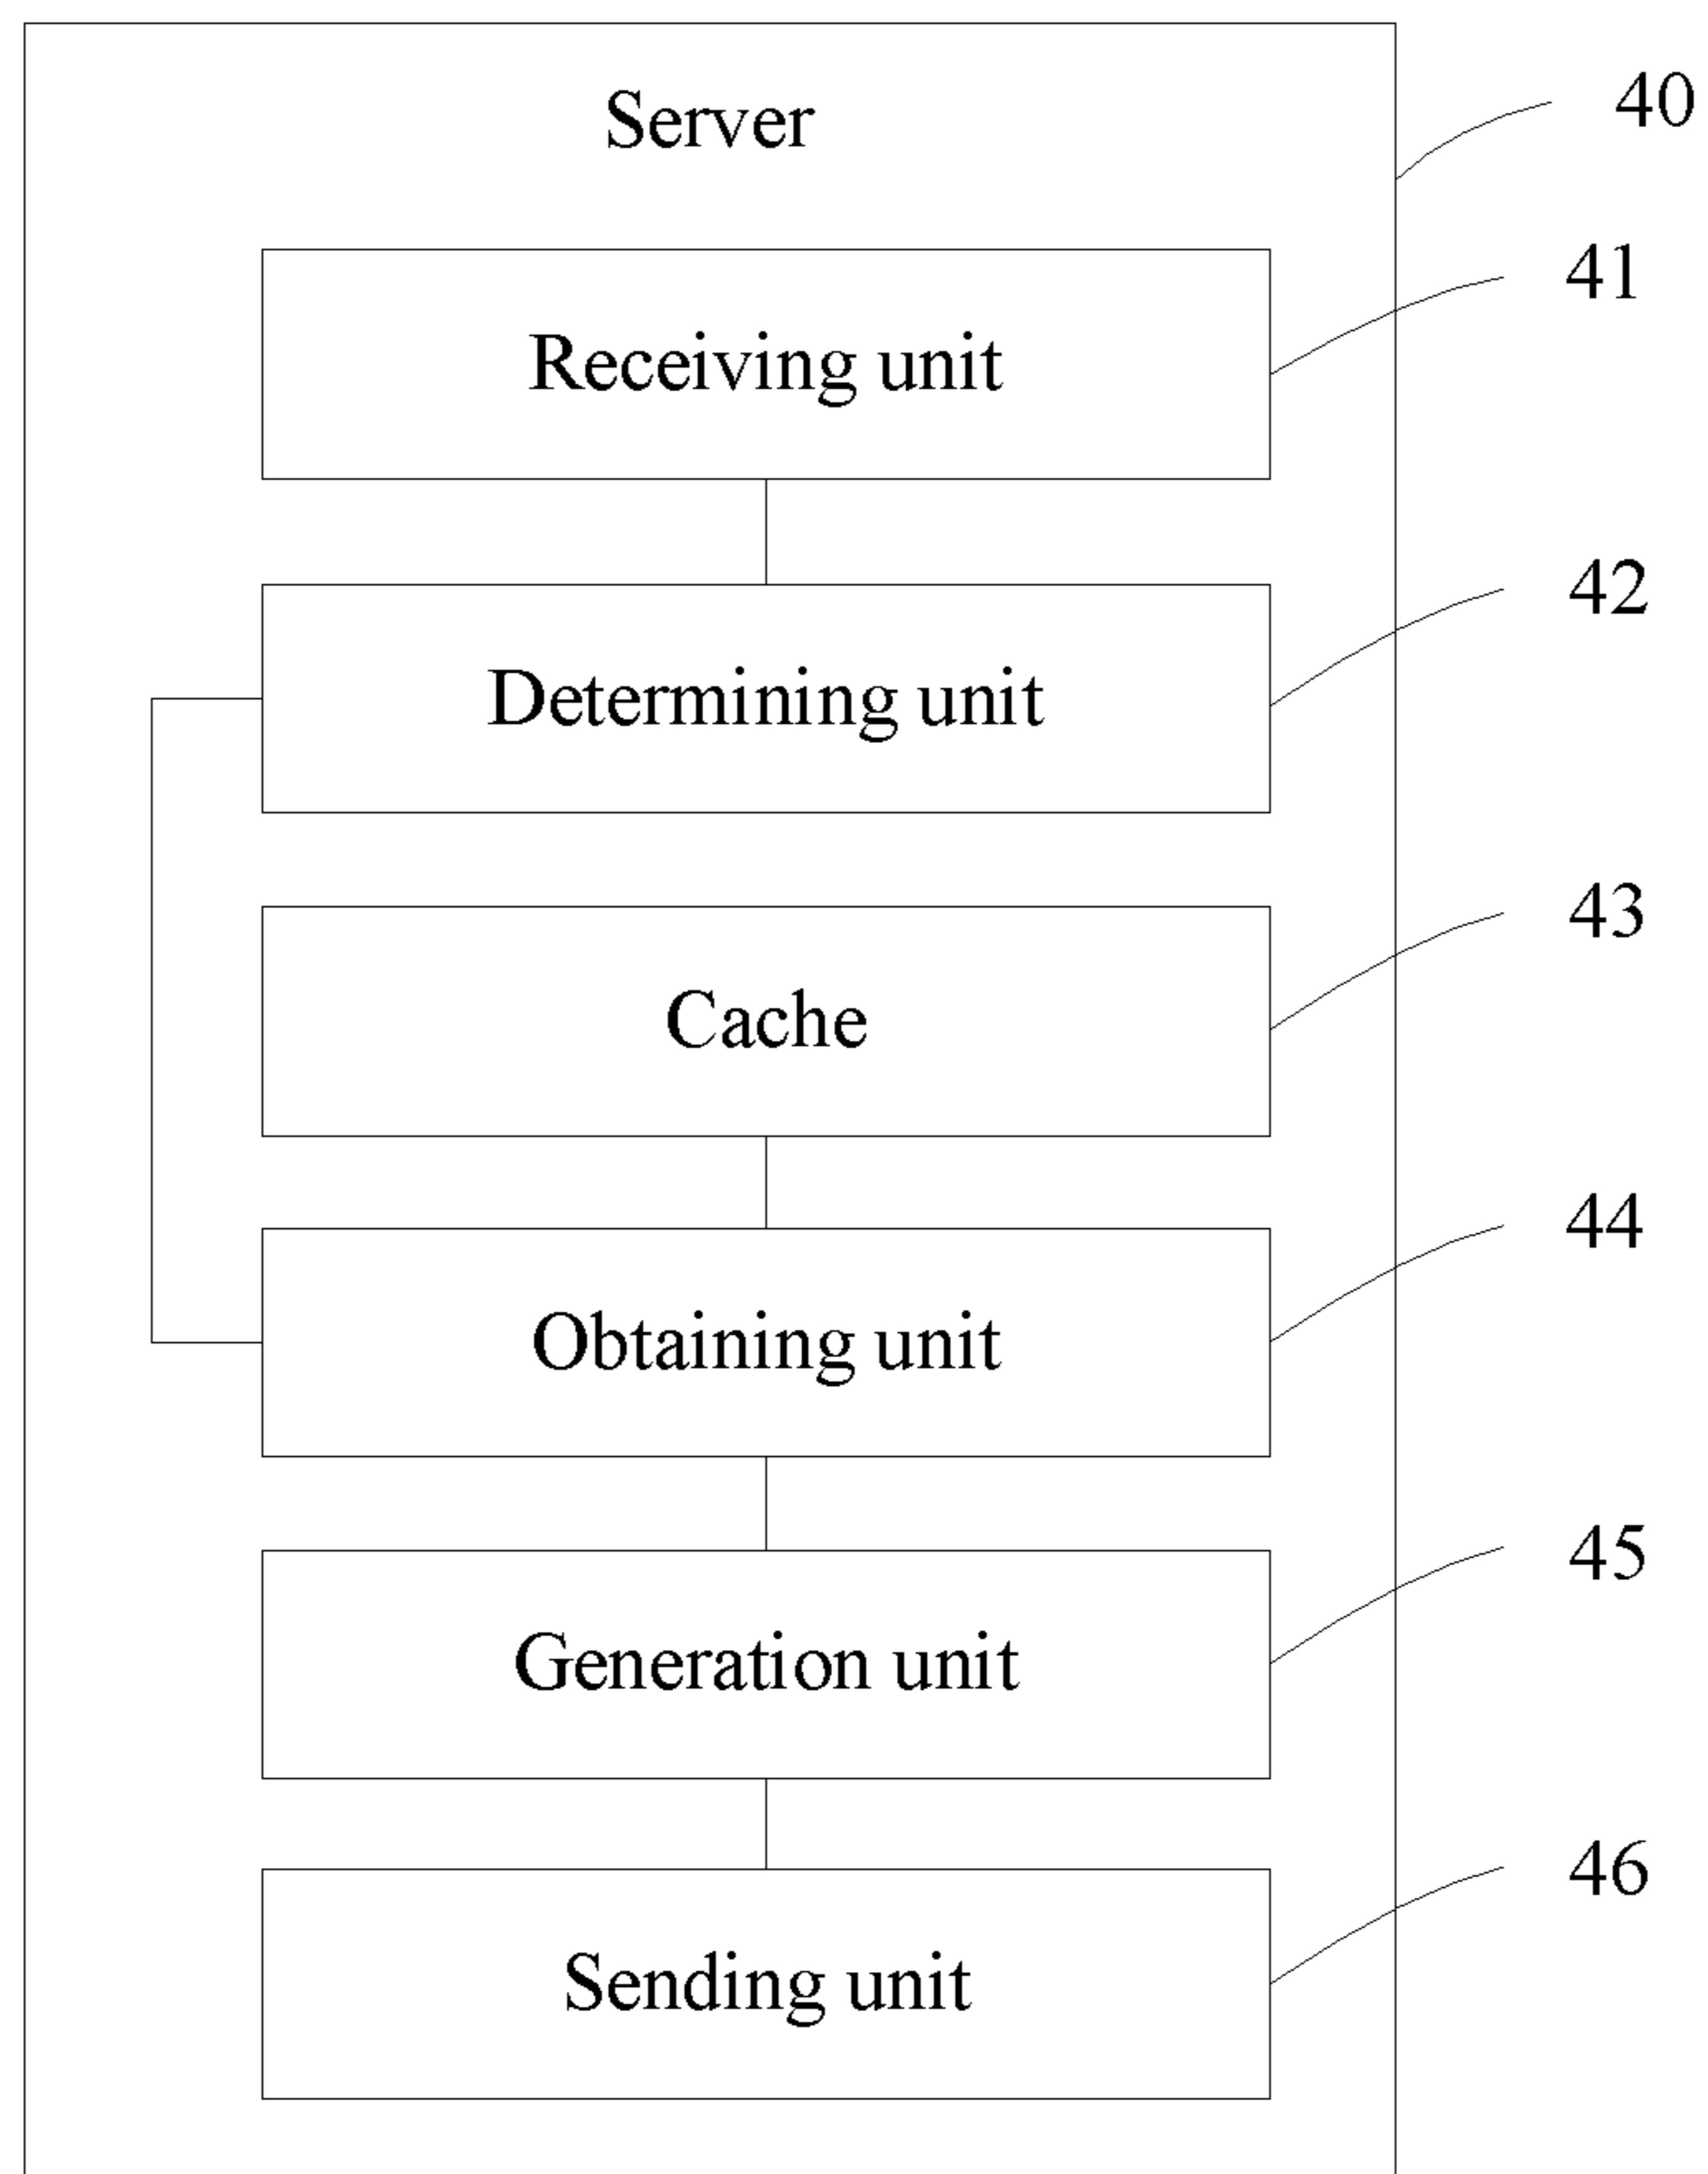 Server
40
Receiving unit
41
Determining unit
42
Cache
43
Obtaining unit
44
Generation unit
45
Sending unit
46